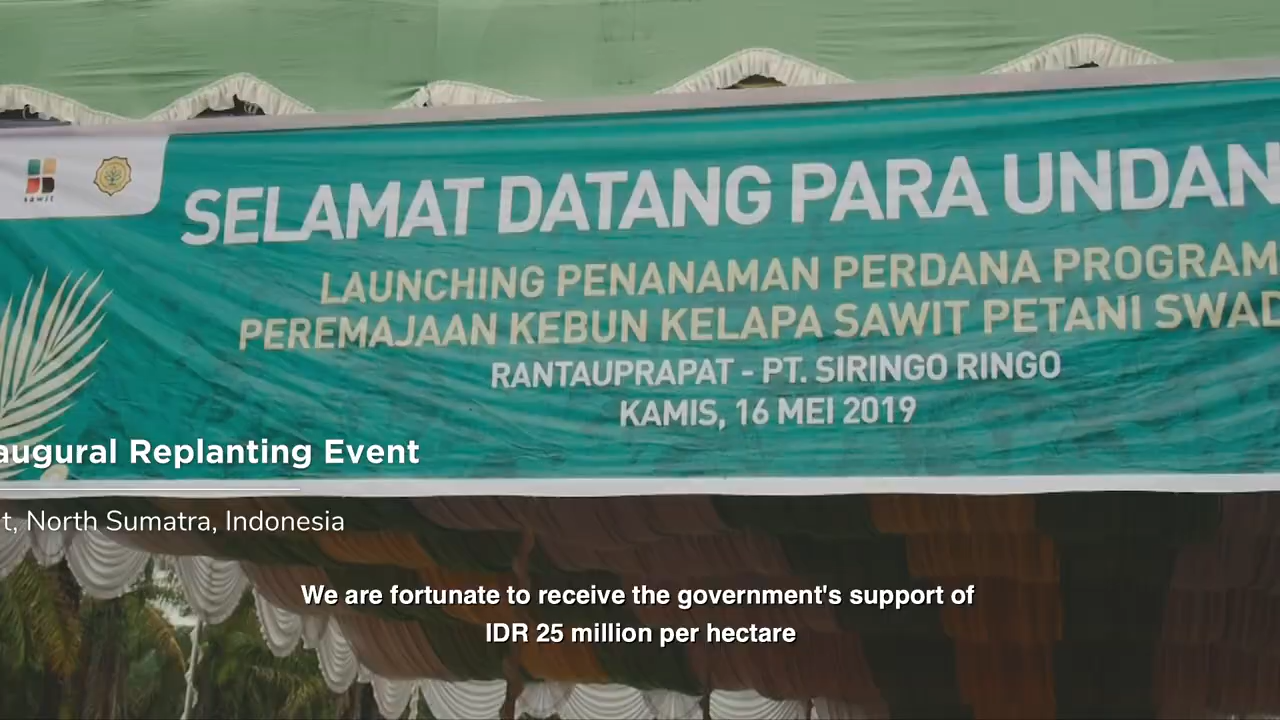 SELAMAT DATANG PARA UNDAN
LAUNCHING PENANAMAN PERDANA PROGRAM
PEREMAJAAN KEBUN KELAPA SAWIT PETANI SWAD
RANTAUPRAPAT - PT. SIRINGO RINGO
KAMIS, 16 MEI 2019
augural Replanting Event
t, North Sumatra, Indonesia
We are fortunate to receive the government's support of
IDR 25 million per hectare